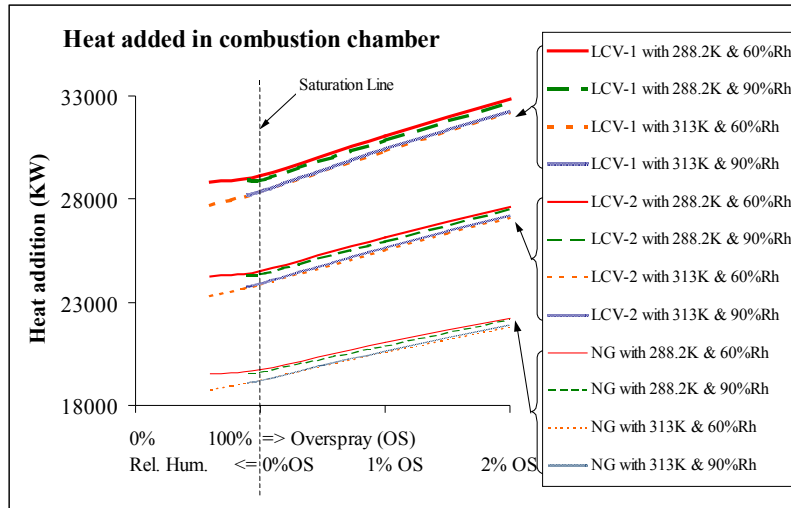 Heat added in combustion chamber
Saturation Line
Heat addition (KW)
33000
28000
23000
18000
0% 100% => Overspray (OS)
Rel. Hum. <= 0%OS 1% OS 2% OS
LCV-1 with 288.2K & 60%Rh
LCV-1 with 288.2K & 90%Rh
LCV-1 with 313K & 60%Rh
LCV-1 with 313K & 90%Rh
LCV-2 with 288.2K & 60%Rh
LCV-2 with 288.2K & 90%Rh
LCV-2 with 313K & 60%Rh
LCV-2 with 313K & 90%Rh
NG with 288.2K & 60%Rh
NG with 288.2K & 90%Rh
NG with 313K & 60%Rh
NG with 313K & 90%Rh